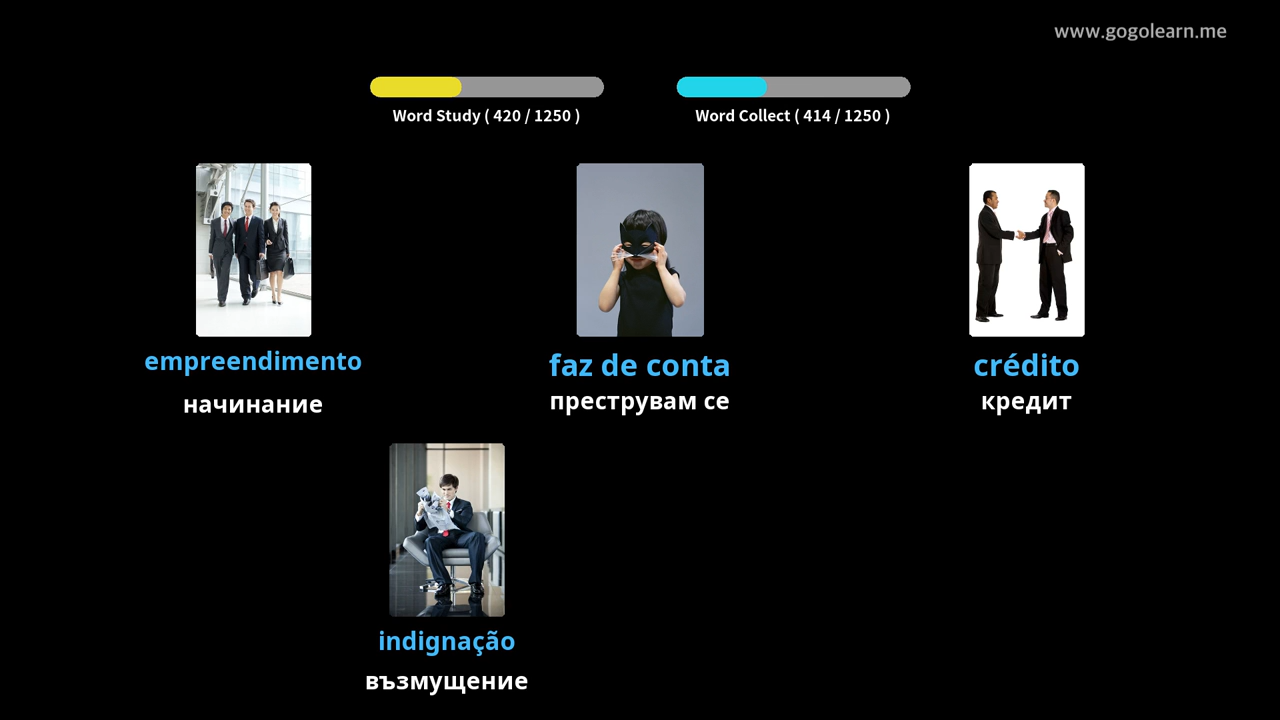 www.gogolearn.me
Word Study ( 420 / 1250 )
Word Collect ( 414 / 1250 )
empreendimento
начинание
faz de conta
преструвам се
crédito
кредит
indignação
възмущение